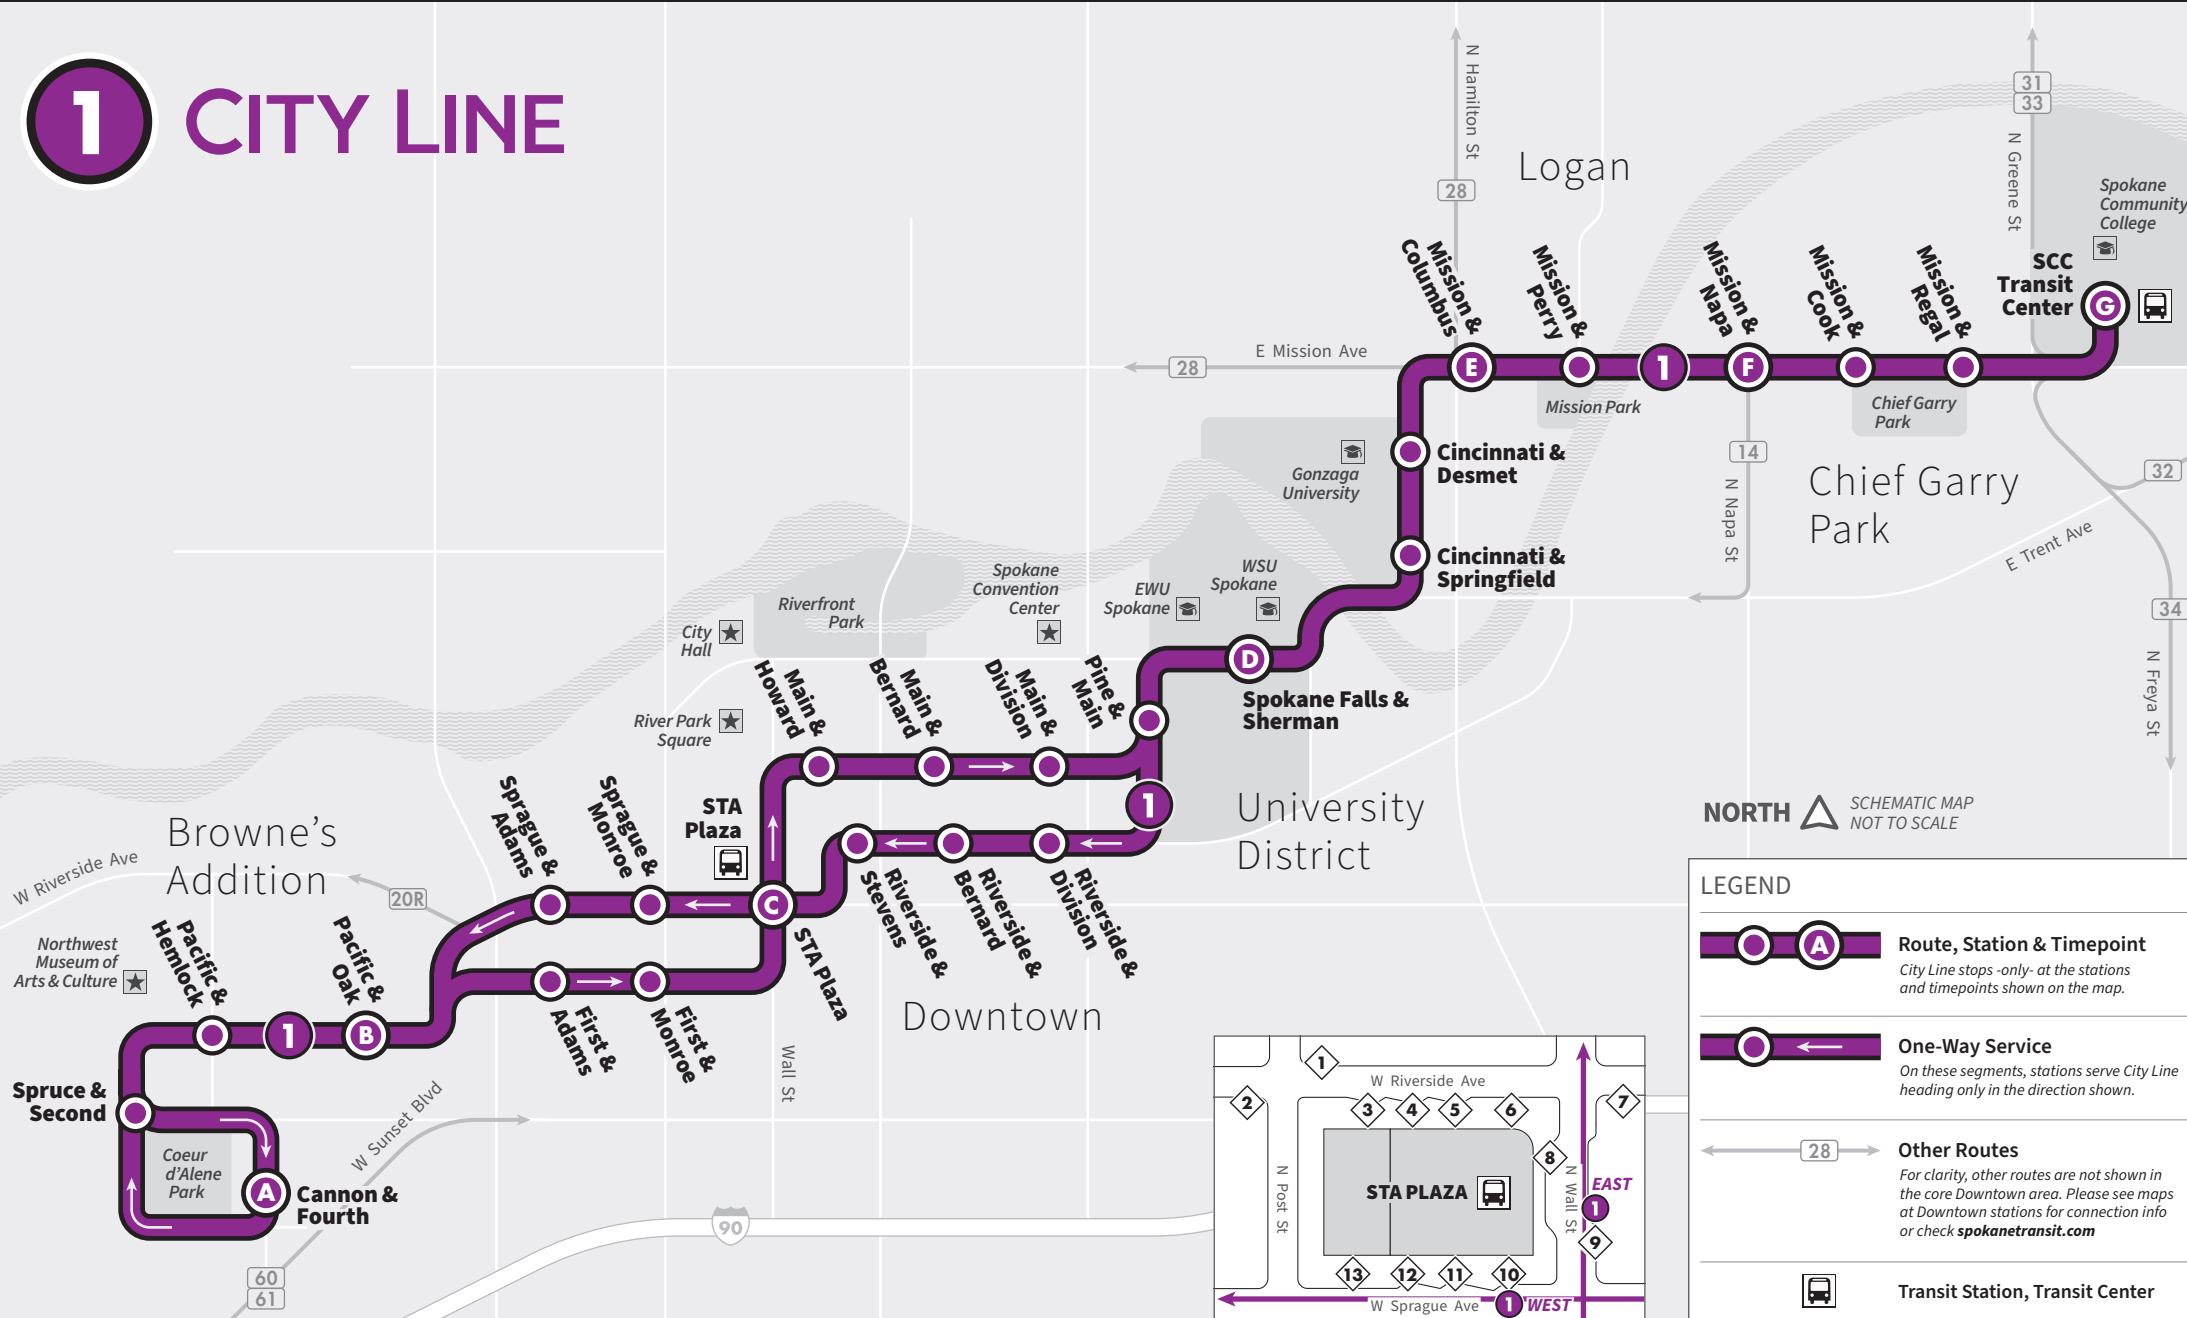 1 CITY LINE
N Hamilton St
28
Logan
31
33
N Greene St
Spokane
Community
College
SCC
Transit
Center
G
Mission &
Columbus
Mission &
Perry
Mission &
Napa
Mission &
Cook
Mission &
Regal
E Mission Ave
28
E
1
F
Mission Park
Chief Garry
Park
Gonzaga
University
Cincinnati &
Desmet
14
N Napa St
Chief Garry
Park
32
E Trent Ave
Cincinnati &
Springfield
34
N Freya St
Spokane
Convention
Center
EWU
Spokane
WSU
Spokane
Riverfront
Park
City
Hall
River Park
Square
Main &
Howard
Main &
Bernard
Main &
Division
Pine &
Main
D
Spokane Falls &
Sherman
1
University
District
NORTH
SCHEMATIC MAP
NOT TO SCALE
Browne's
Addition
W Riverside Ave
20R
Sprague &
Adams
Sprague &
Monroe
STA
Plaza
C
STA Plaza
Riverside &
Stevens
Riverside &
Bernard
Riverside &
Division
Downtown
Northwest
Museum of
Arts & Culture
Pacific &
Hemlock
Pacific &
Oak
1
B
First &
Adams
First &
Monroe
Wall St
Spruce &
Second
Coeur
d'Alene
Park
A
Cannon &
Fourth
W Sunset Blvd
60
61
90
1
W Riverside Ave
2
3
4
5
6
7
8
N Post St
STA PLAZA
N Wall St
EAST
1
9
13
12
11
10
W Sprague Ave
1 WEST
LEGEND
A
Route, Station & Timepoint
City Line stops -only- at the stations
and timepoints shown on the map.
One-Way Service
On these segments, stations serve City Line
heading only in the direction shown.
28
Other Routes
For clarity, other routes are not shown in
the core Downtown area. Please see maps
at Downtown stations for connection info
or check spokanetransit.com
Transit Station, Transit Center